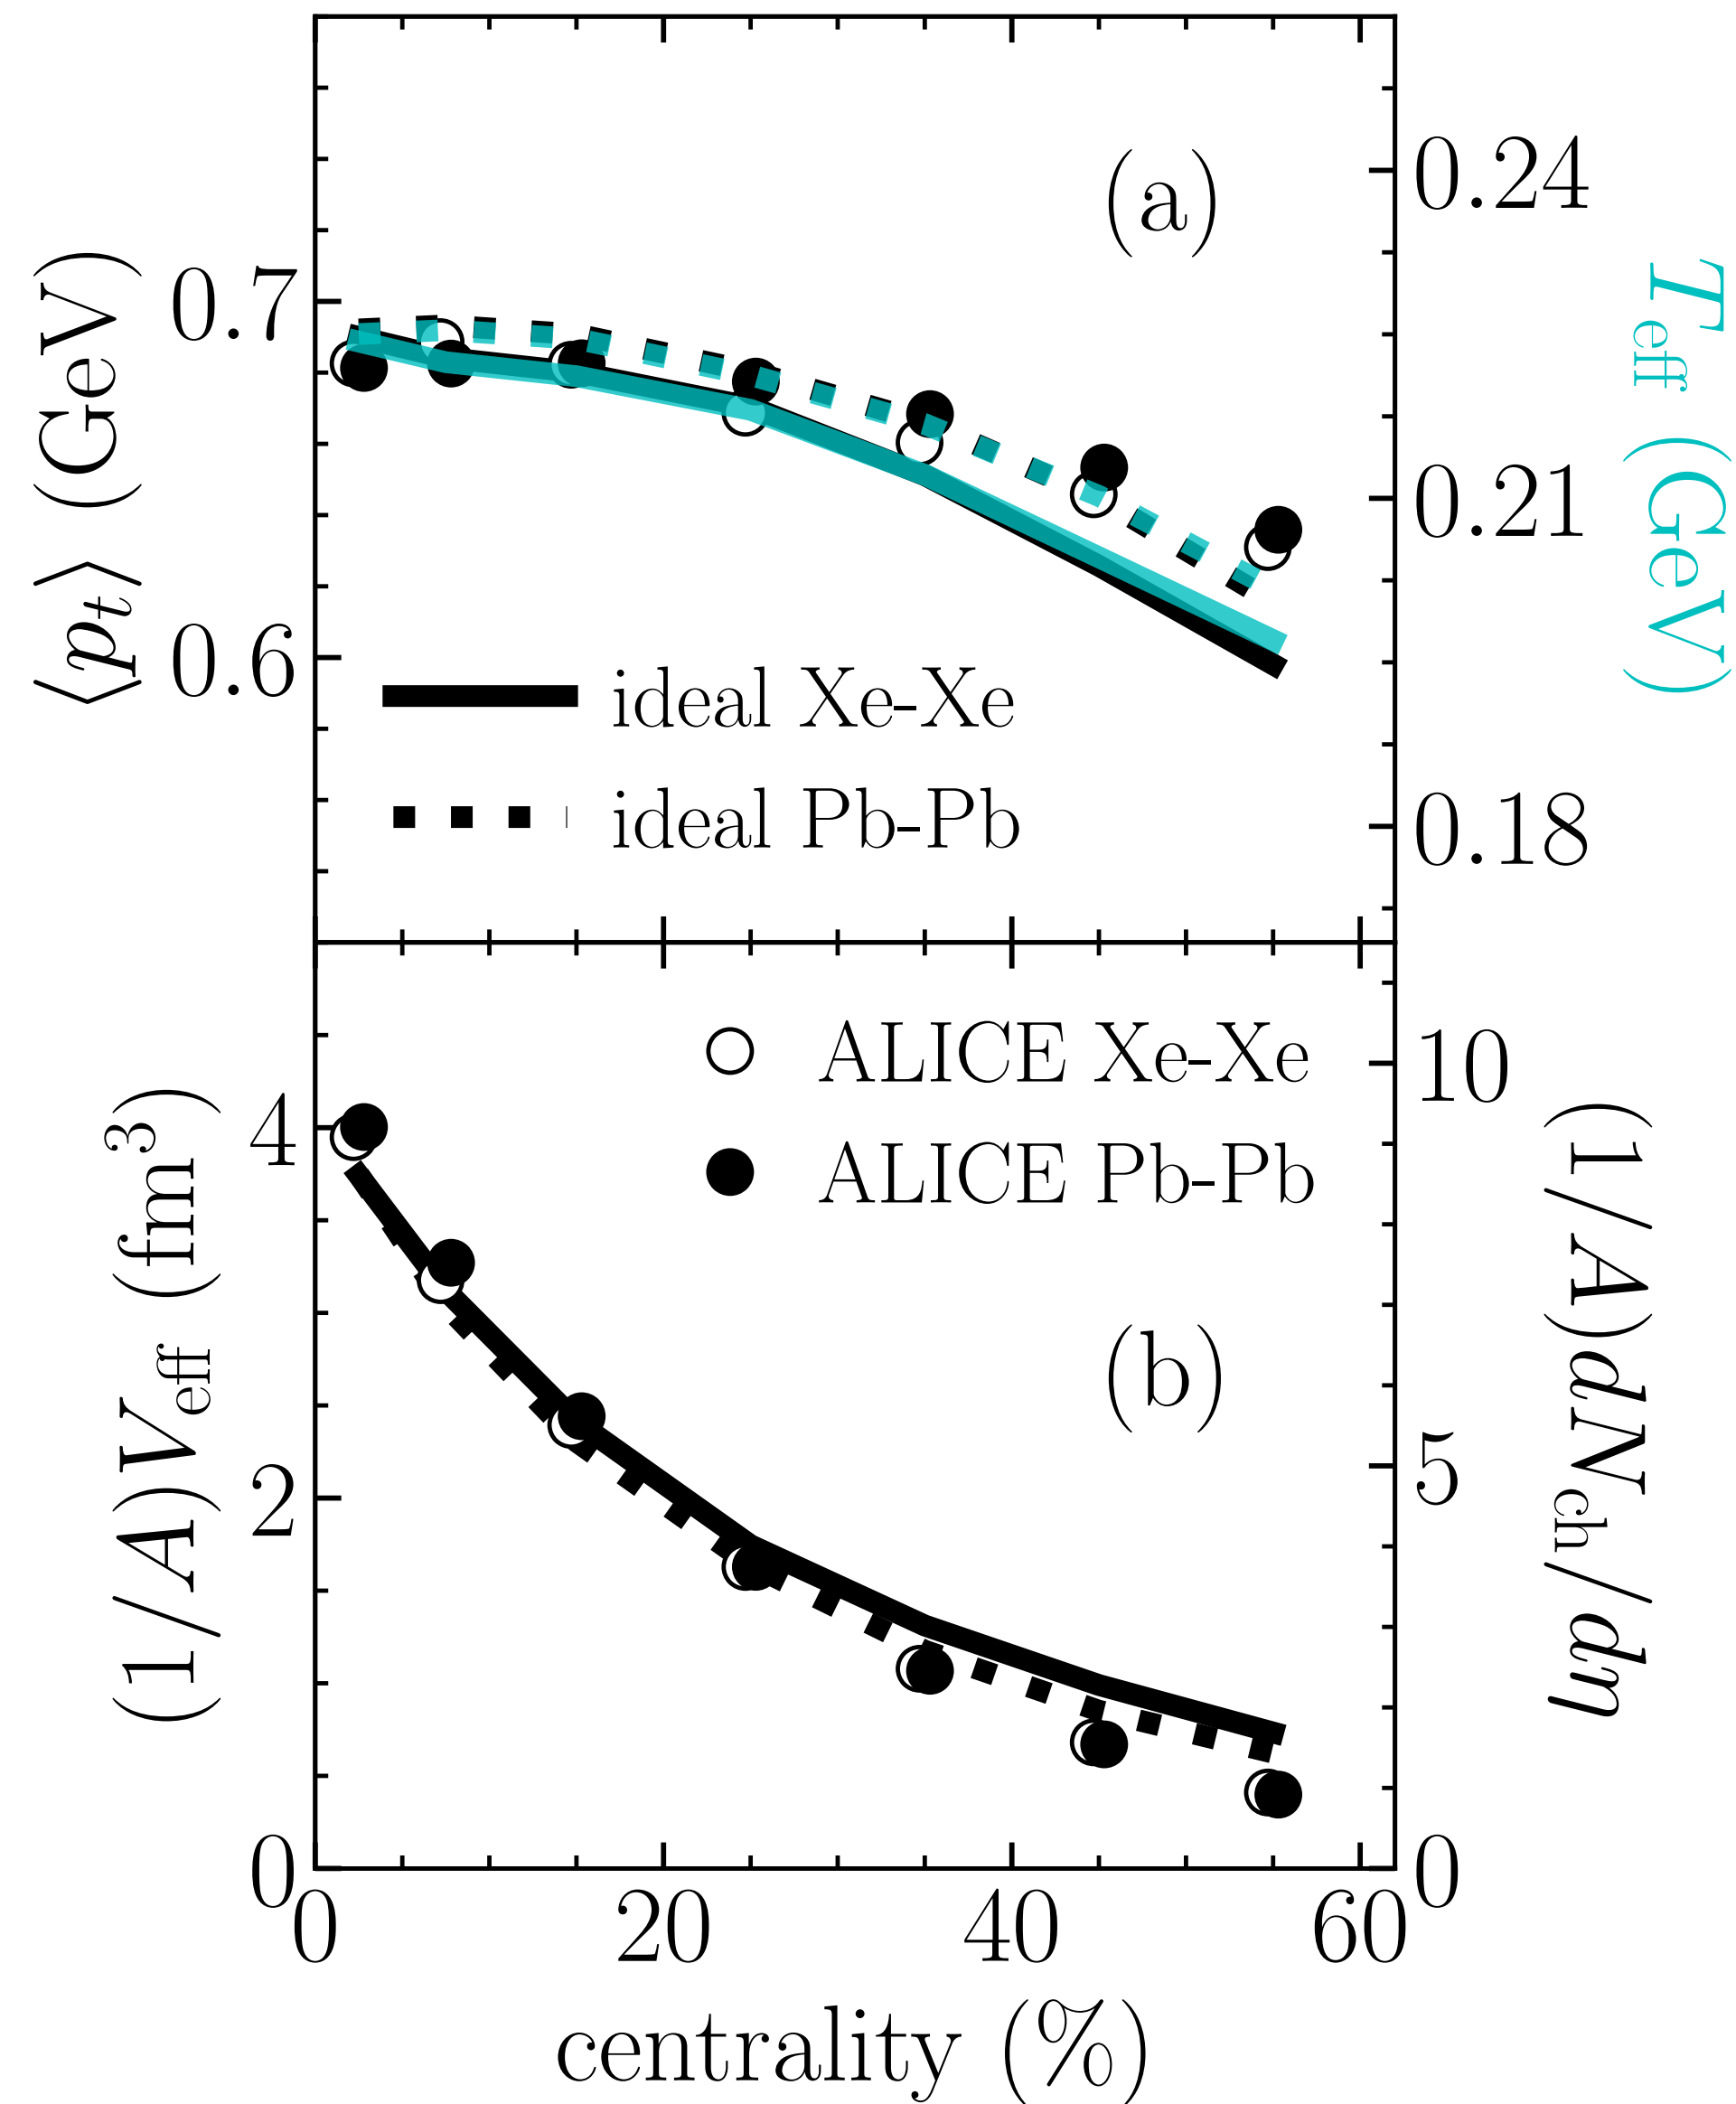 (a)
0.7
0.6
⟨p_t⟩ (GeV)
0.24
0.21
0.18
T_eff (GeV)
ideal Xe-Xe
ideal Pb-Pb
ALICE Xe-Xe
ALICE Pb-Pb
(b)
4
2
0
(1/A)V_eff (fm³)
10
5
0
(1/A)dN_ch/dη
0 20 40 60
centrality (%)